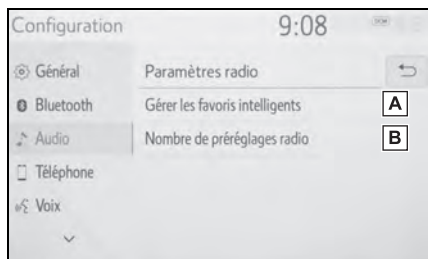 Configuration 9:08
Général
Paramètres radio
Bluetooth
Gérer les favoris intelligents A
Audio
Nombre de préréglages radio B
Téléphone
Voix